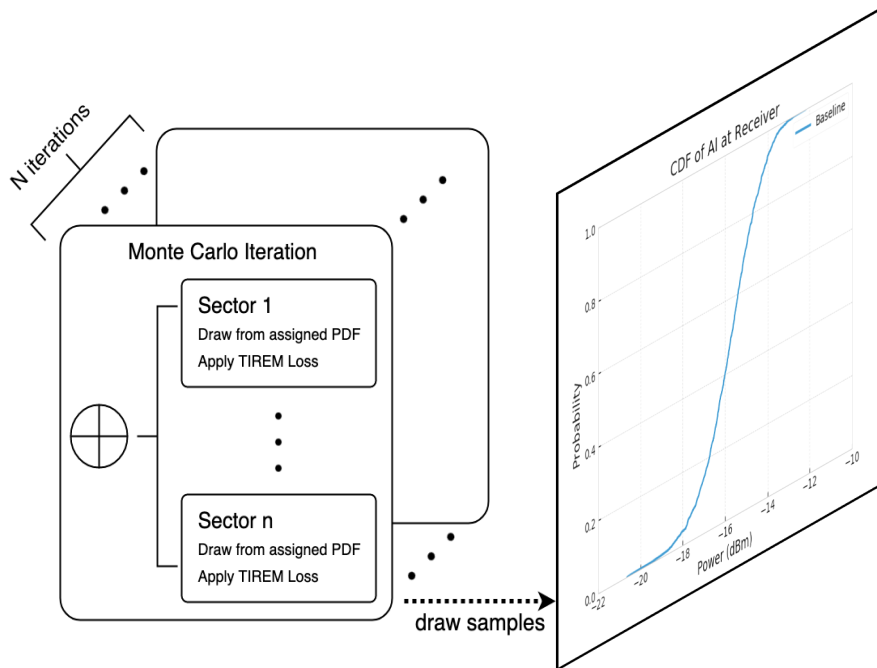 N iterations
Monte Carlo Iteration
Sector 1
Draw from assigned PDF
Apply TIREM Loss
Sector n
Draw from assigned PDF
Apply TIREM Loss
draw samples
CDF of AI at Receiver
Baseline
Probability
1.0
0.8
0.6
0.4
0.2
0.0
−22
−20
−18
−16
−14
−12
−10
Power (dBm)